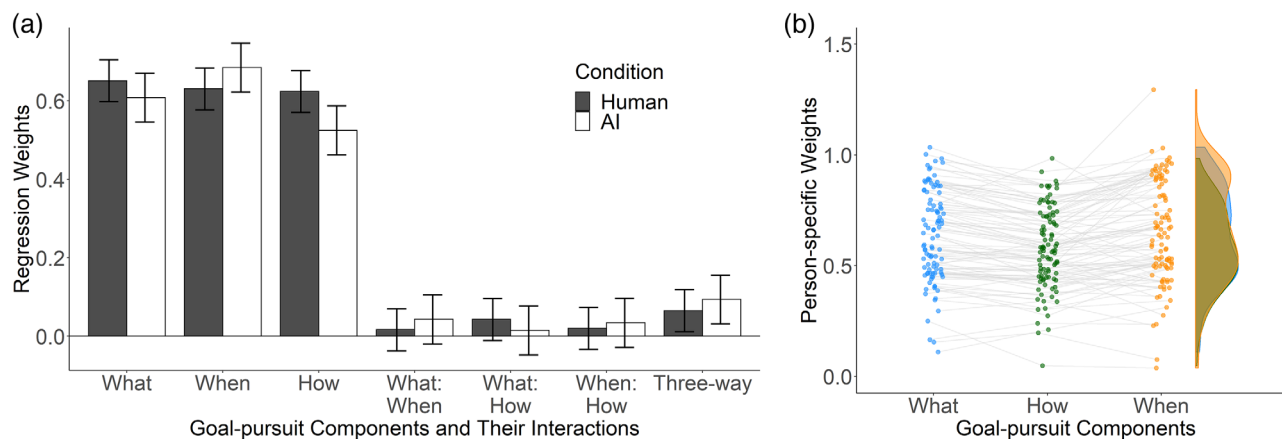 (a)
Regression Weights
0.6
0.4
0.2
0.0
Condition
Human
AI
What
When
How
What:
When
What:
How
When:
How
Three-way
Goal-pursuit Components and Their Interactions
(b)
Person-specific Weights
1.5
1.0
0.5
0.0
What
How
When
Goal-pursuit Components